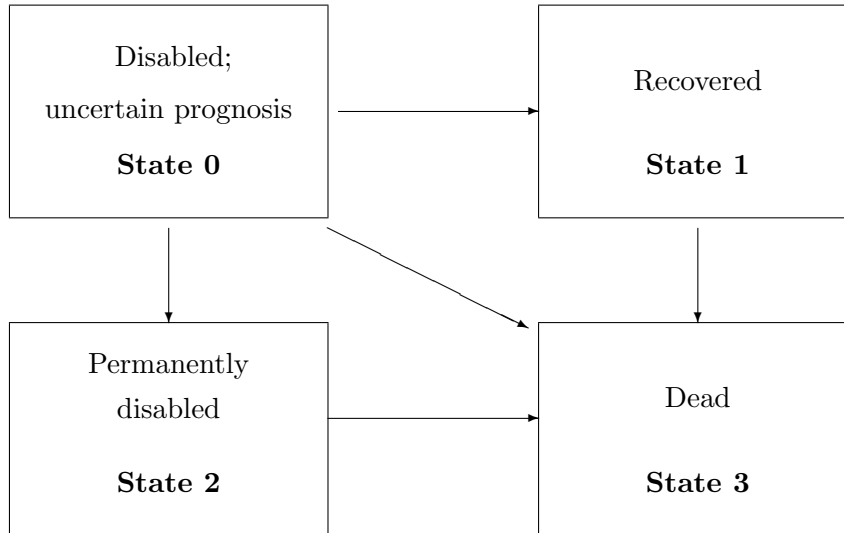 Disabled;
uncertain prognosis
State 0
Recovered
State 1
Permanently
disabled
State 2
Dead
State 3